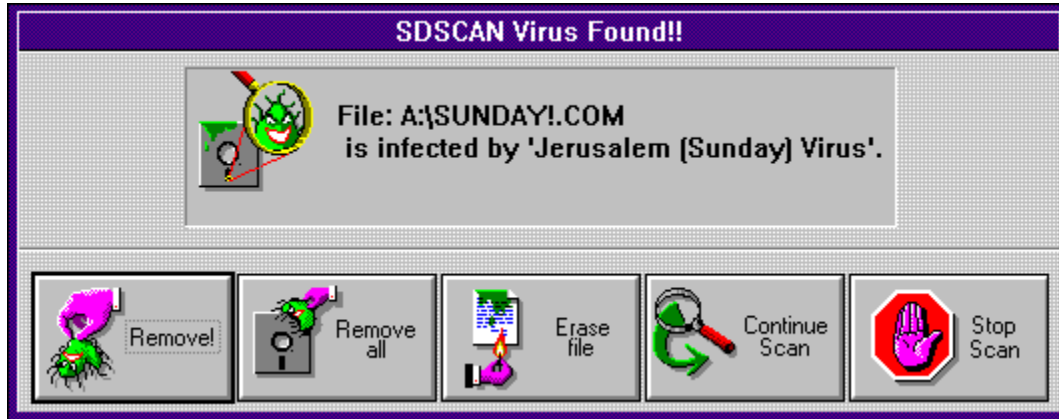 SDSCAN Virus Found!!
File: A:\SUNDAY!.COM
is infected by 'Jerusalem (Sunday) Virus'.
Remove!
Remove
all
Erase
file
Continue
Scan
Stop
Scan